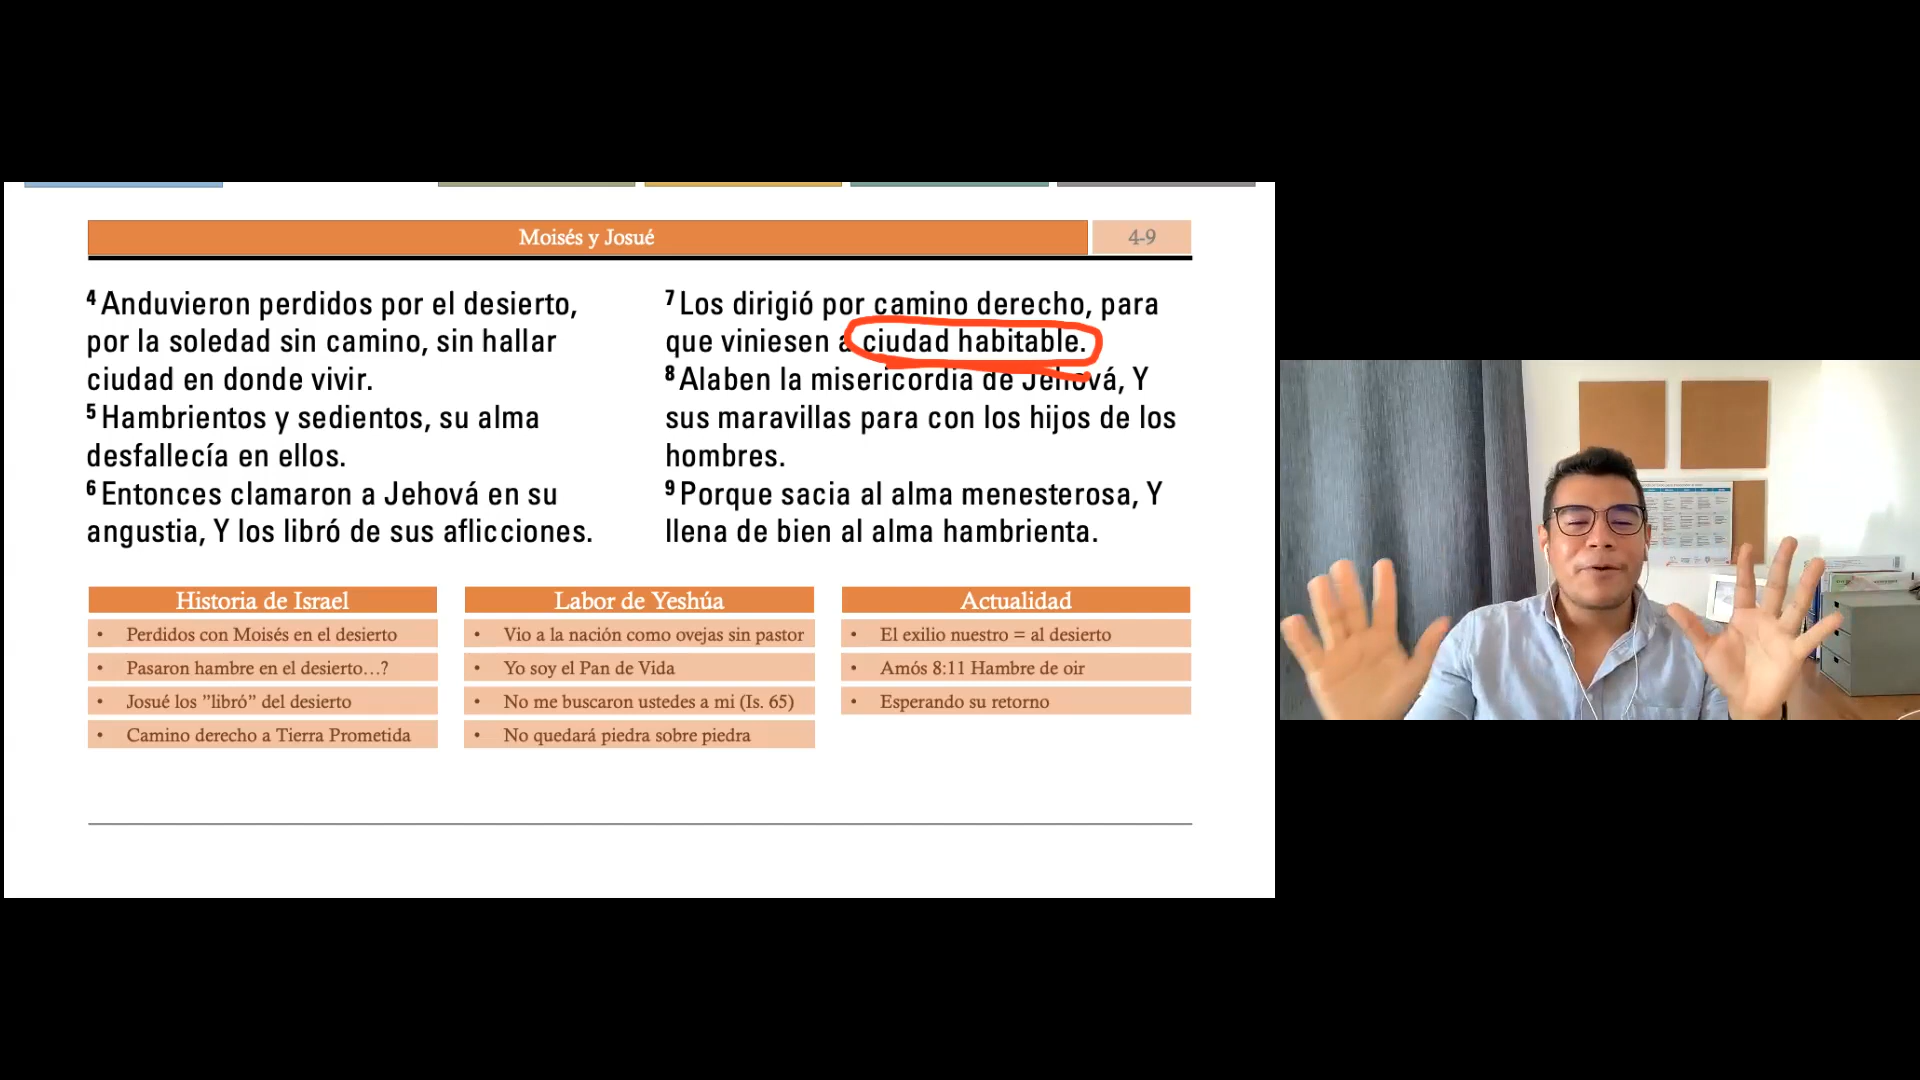 Moisés y Josué
4-9
4 Anduvieron perdidos por el desierto,
por la soledad sin camino, sin hallar
ciudad en donde vivir.
5 Hambrientos y sedientos, su alma
desfallecía en ellos.
6 Entonces clamaron a Jehová en su
angustia, Y los libró de sus aflicciones.
7 Los dirigió por camino derecho, para
que viniesen a ciudad habitable.
8 Alaben la misericordia de Jehová, Y
sus maravillas para con los hijos de los
hombres.
9 Porque sacia al alma menesterosa, Y
llena de bien al alma hambrienta.
Historia de Israel
• Perdidos con Moisés en el desierto
• Pasaron hambre en el desierto…?
• Josué los ”libró” del desierto
• Camino derecho a Tierra Prometida
Labor de Yeshúa
• Vio a la nación como ovejas sin pastor
• Yo soy el Pan de Vida
• No me buscaron ustedes a mi (Is. 65)
• No quedará piedra sobre piedra
Actualidad
• El exilio nuestro = al desierto
• Amós 8:11 Hambre de oir
• Esperando su retorno